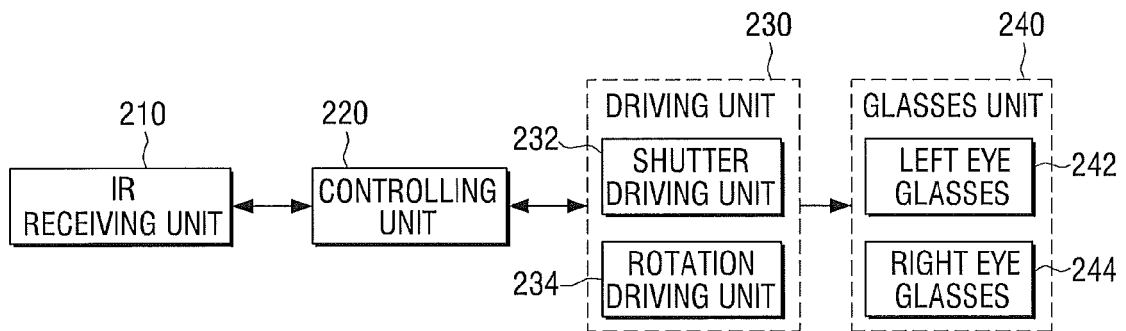 230
240
210
220
DRIVING UNIT
GLASSES UNIT
232
SHUTTER
DRIVING UNIT
LEFT EYE
GLASSES
242
IR
RECEIVING UNIT
CONTROLLING
UNIT
234
ROTATION
DRIVING UNIT
RIGHT EYE
GLASSES
244